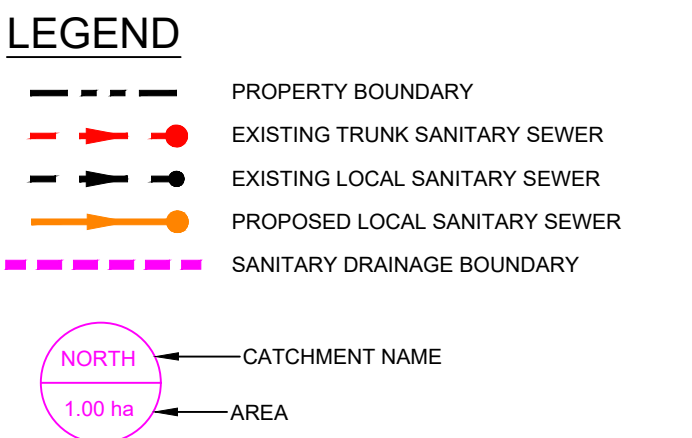 LEGEND
PROPERTY BOUNDARY
EXISTING TRUNK SANITARY SEWER
EXISTING LOCAL SANITARY SEWER
PROPOSED LOCAL SANITARY SEWER
SANITARY DRAINAGE BOUNDARY
NORTH CATCHMENT NAME
1.00 ha AREA